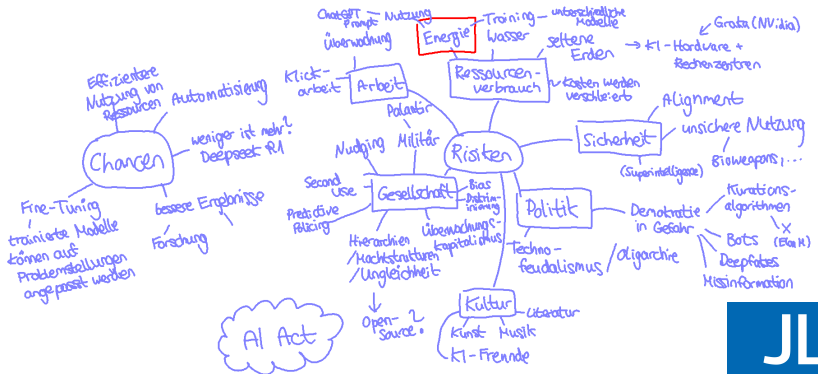 ChatGPT
Prompt
Nutzung
Energie
Training
unterschiedliche
Modelle
Wasser
seltene
Erden
KI-Hardware +
Rechenzentren
(NVidia)
Ressourcen-
verbrauch
Kosten werden
verschleiert
Überwachung
Klick-
arbeit
Arbeit
Effizientere
Nutzung von
Ressourcen
Automatisierung
Chancen
weniger ist mehr?
Deepseek R1
Fine-Tuning
trainierte Modelle
können auf
Problemstellungen
angepasst werden
bessere Ergebnisse
Forschung
Risiken
Palantir
Militär
Nudging
Second
Use
Predictive
Policing
Gesellschaft
Bias
Diskrimi-
nierung
Überwachungs-
kapitalismus
Hierarchien
/Machtstrukturen
/Ungleichheit
Open-
Source?
Sicherheit
Alignment
unsichere Nutzung
Bioweapons, ...
(Superintelligenz)
Politik
Techno-
feudalismus
/Oligarchie
Demokratie
in Gefahr
Kurations-
algorithmen
X
(Elon M.)
Bots
Deepfakes
Missinformation
Kultur
Literatur
Kunst
Musik
KI-Freunde
AI Act
JL